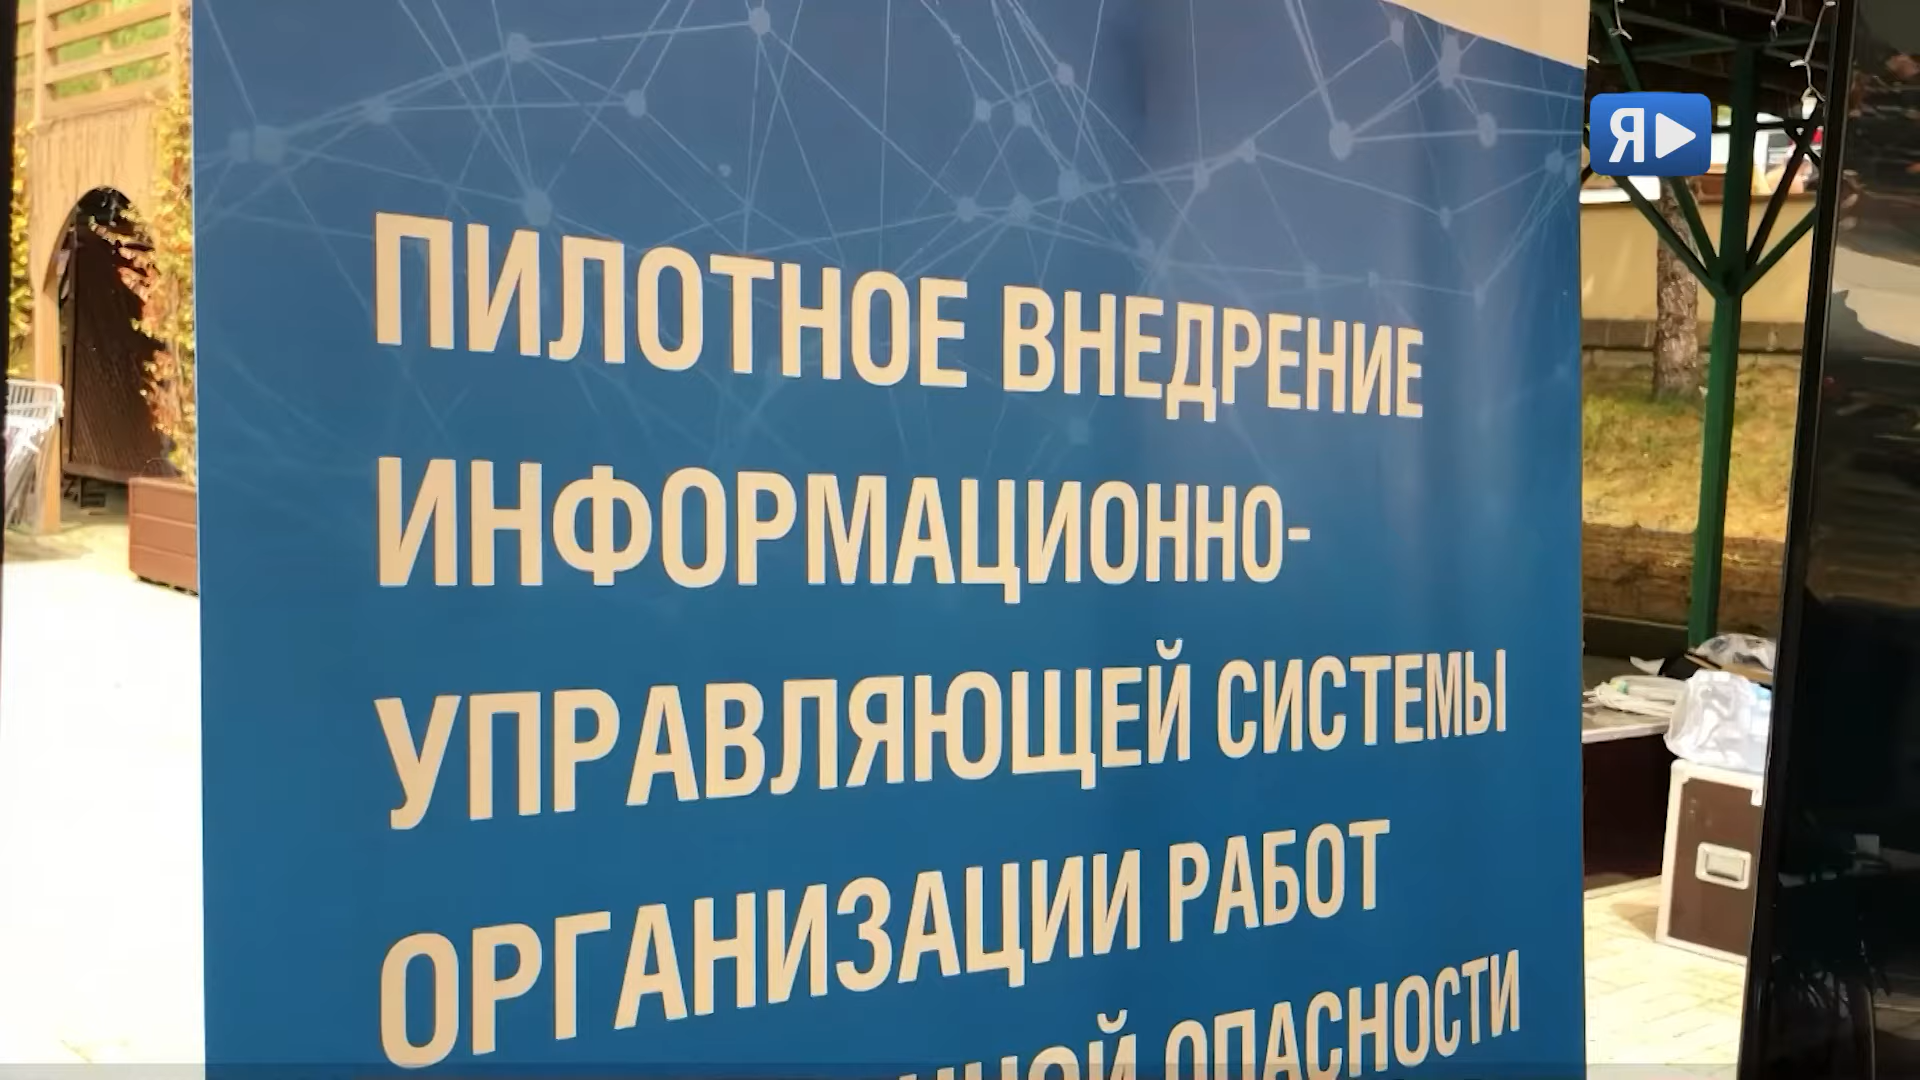 Я
ПИЛОТНОЕ ВНЕДРЕНИЕ
ИНФОРМАЦИОННО-
УПРАВЛЯЮЩЕЙ СИСТЕМЫ
ОРГАНИЗАЦИИ РАБОТ
ОПАСНОСТИ